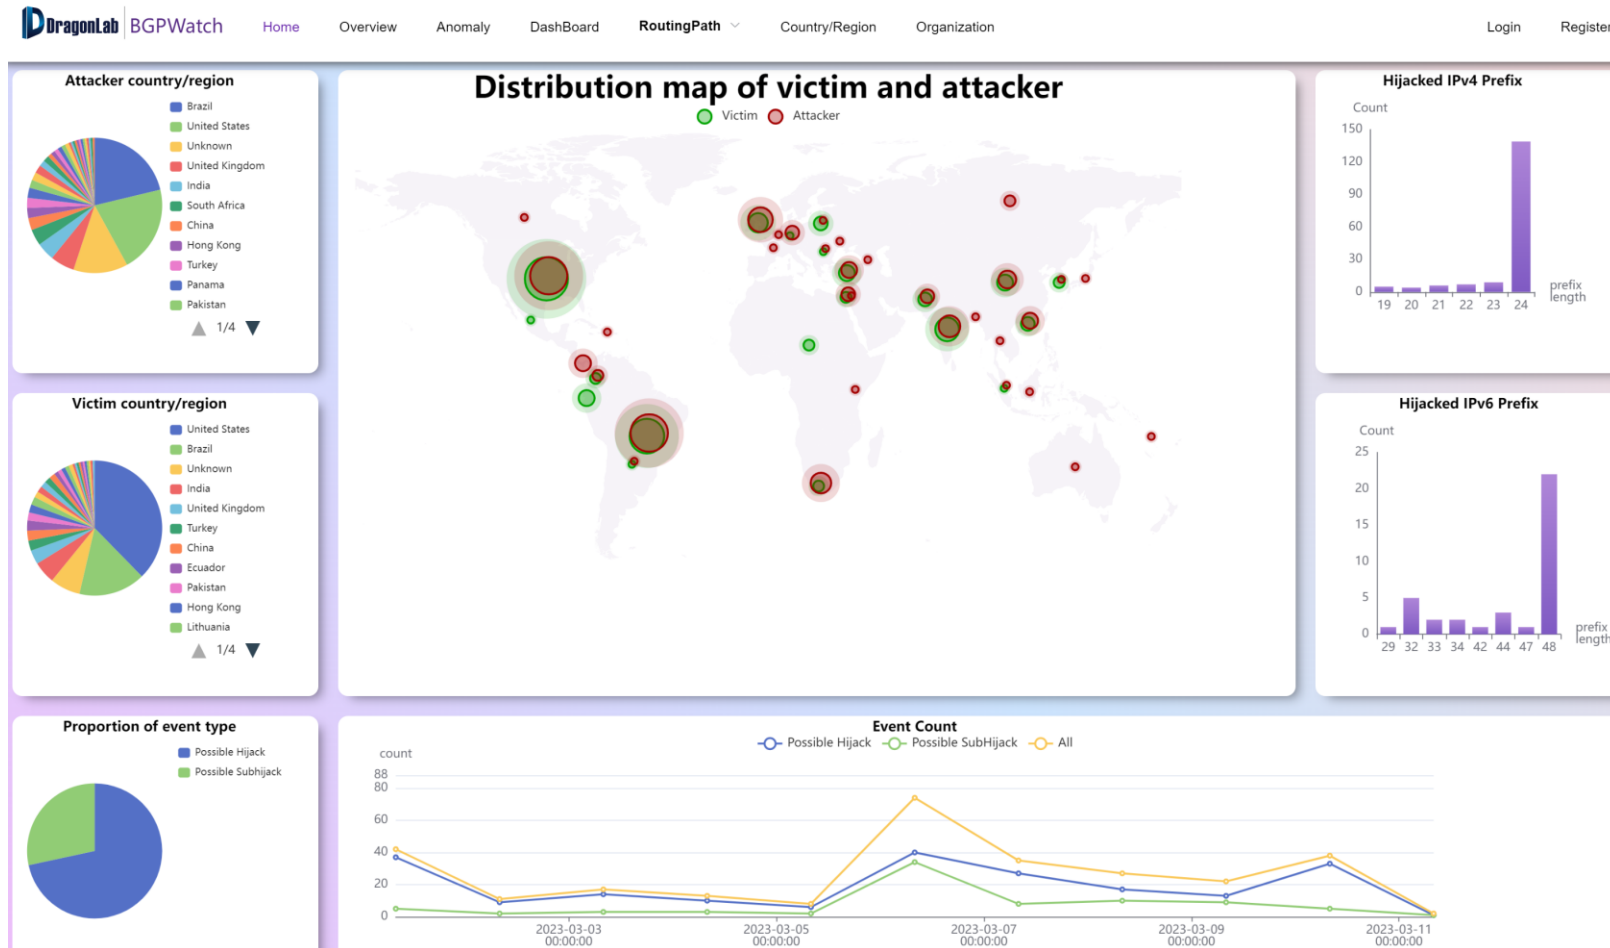 DragonLab BGPWatch Home Overview Anomaly DashBoard RoutingPath Country/Region Organization Login Register
Attacker country/region
Brazil
United States
Unknown
United Kingdom
India
South Africa
China
Hong Kong
Turkey
Panama
Pakistan
1/4
Distribution map of victim and attacker
Victim Attacker
Hijacked IPv4 Prefix
Count
150
120
90
60
30
0
19 20 21 22 23 24
prefix
length
Victim country/region
United States
Brazil
Unknown
India
United Kingdom
Turkey
China
Ecuador
Pakistan
Hong Kong
Lithuania
1/4
Hijacked IPv6 Prefix
Count
25
20
15
10
5
0
29 32 33 34 42 44 47 48
prefix
length
Proportion of event type
Possible Hijack
Possible Subhijack
Event Count
Possible Hijack Possible SubHijack All
count
88
80
60
40
20
0
2023-03-03 2023-03-05 2023-03-07 2023-03-09 2023-03-11
00:00:00 00:00:00 00:00:00 00:00:00 00:00:00